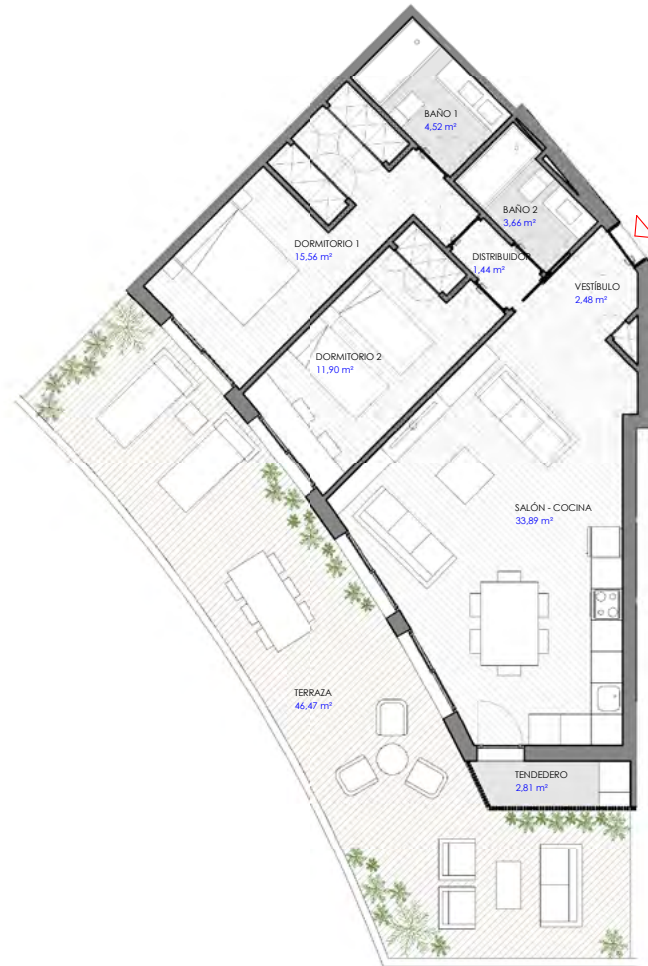 BAÑO 1
4,52 m²
BAÑO 2
3,66 m²
DORMITORIO 1
15,56 m²
DISTRIBUIDOR
1,44 m²
VESTÍBULO
2,48 m²
DORMITORIO 2
11,90 m²
SALÓN - COCINA
33,89 m²
TERRAZA
46,47 m²
TENDEDERO
2,81 m²